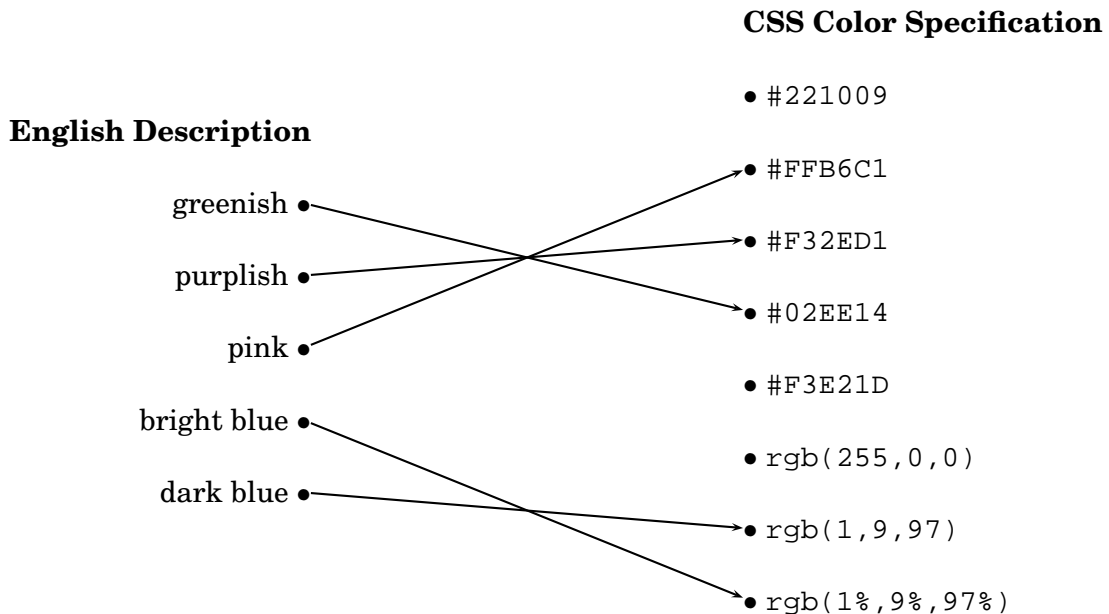 CSS Color Specification
#221009
English Description
#FFB6C1
greenish
#F32ED1
purplish
#02EE14
pink
#F3E21D
bright blue
rgb(255,0,0)
dark blue
rgb(1,9,97)
rgb(1%,9%,97%)